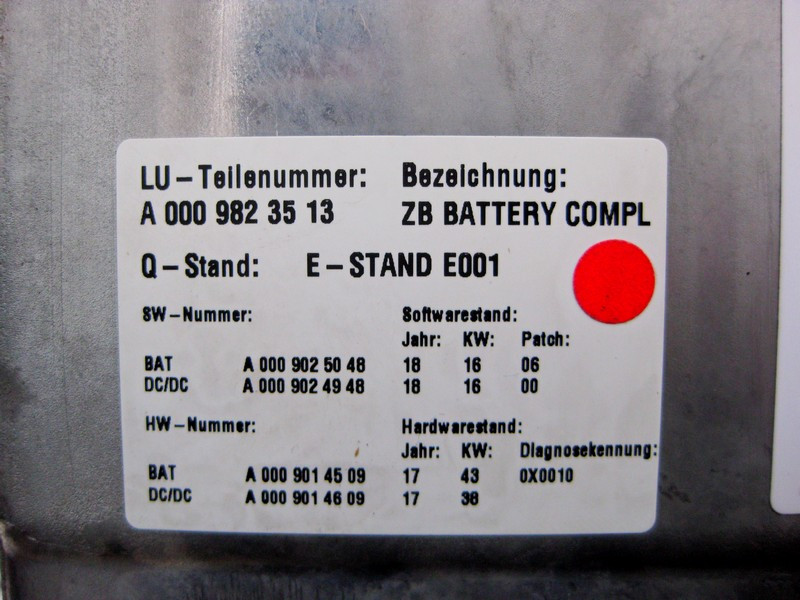 LU-Teilenummer: Bezeichnung:
A 000 982 35 13 ZB BATTERY COMPL
Q-Stand: E-STAND E001
SW-Nummer: Softwarestand:
Jahr: KW: Patch:
BAT A 000 902 50 48 18 16 06
DC/DC A 000 902 49 48 18 16 00
HW-Nummer: Hardwarestand:
Jahr: KW: Diagnosekennung:
BAT A 000 901 45 09 17 43 0X0010
DC/DC A 000 901 46 09 17 38